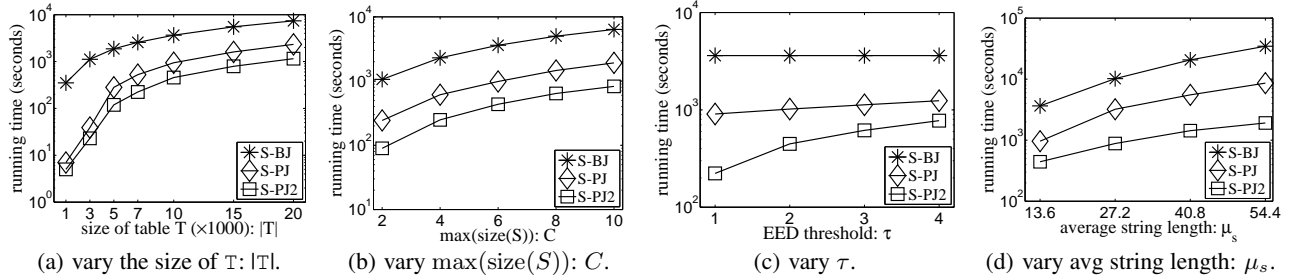 running time (seconds)
10^4
10^3
10^2
10^1
10^0
S-BJ
S-PJ
S-PJ2
1 3 5 7 10 15 20
size of table T (×1000): |T|
(a) vary the size of T: |T|.
running time (seconds)
10^4
10^3
10^2
10^1
S-BJ
S-PJ
S-PJ2
2 4 6 8 10
max(size(S)): C
(b) vary max(size(S)): C.
running time (seconds)
10^4
10^3
10^2
S-BJ
S-PJ
S-PJ2
1 2 3 4
EED threshold: τ
(c) vary τ.
running time (seconds)
10^5
10^4
10^3
10^2
S-BJ
S-PJ
S-PJ2
13.6 27.2 40.8 54.4
average string length: μ_s
(d) vary avg string length: μ_s.